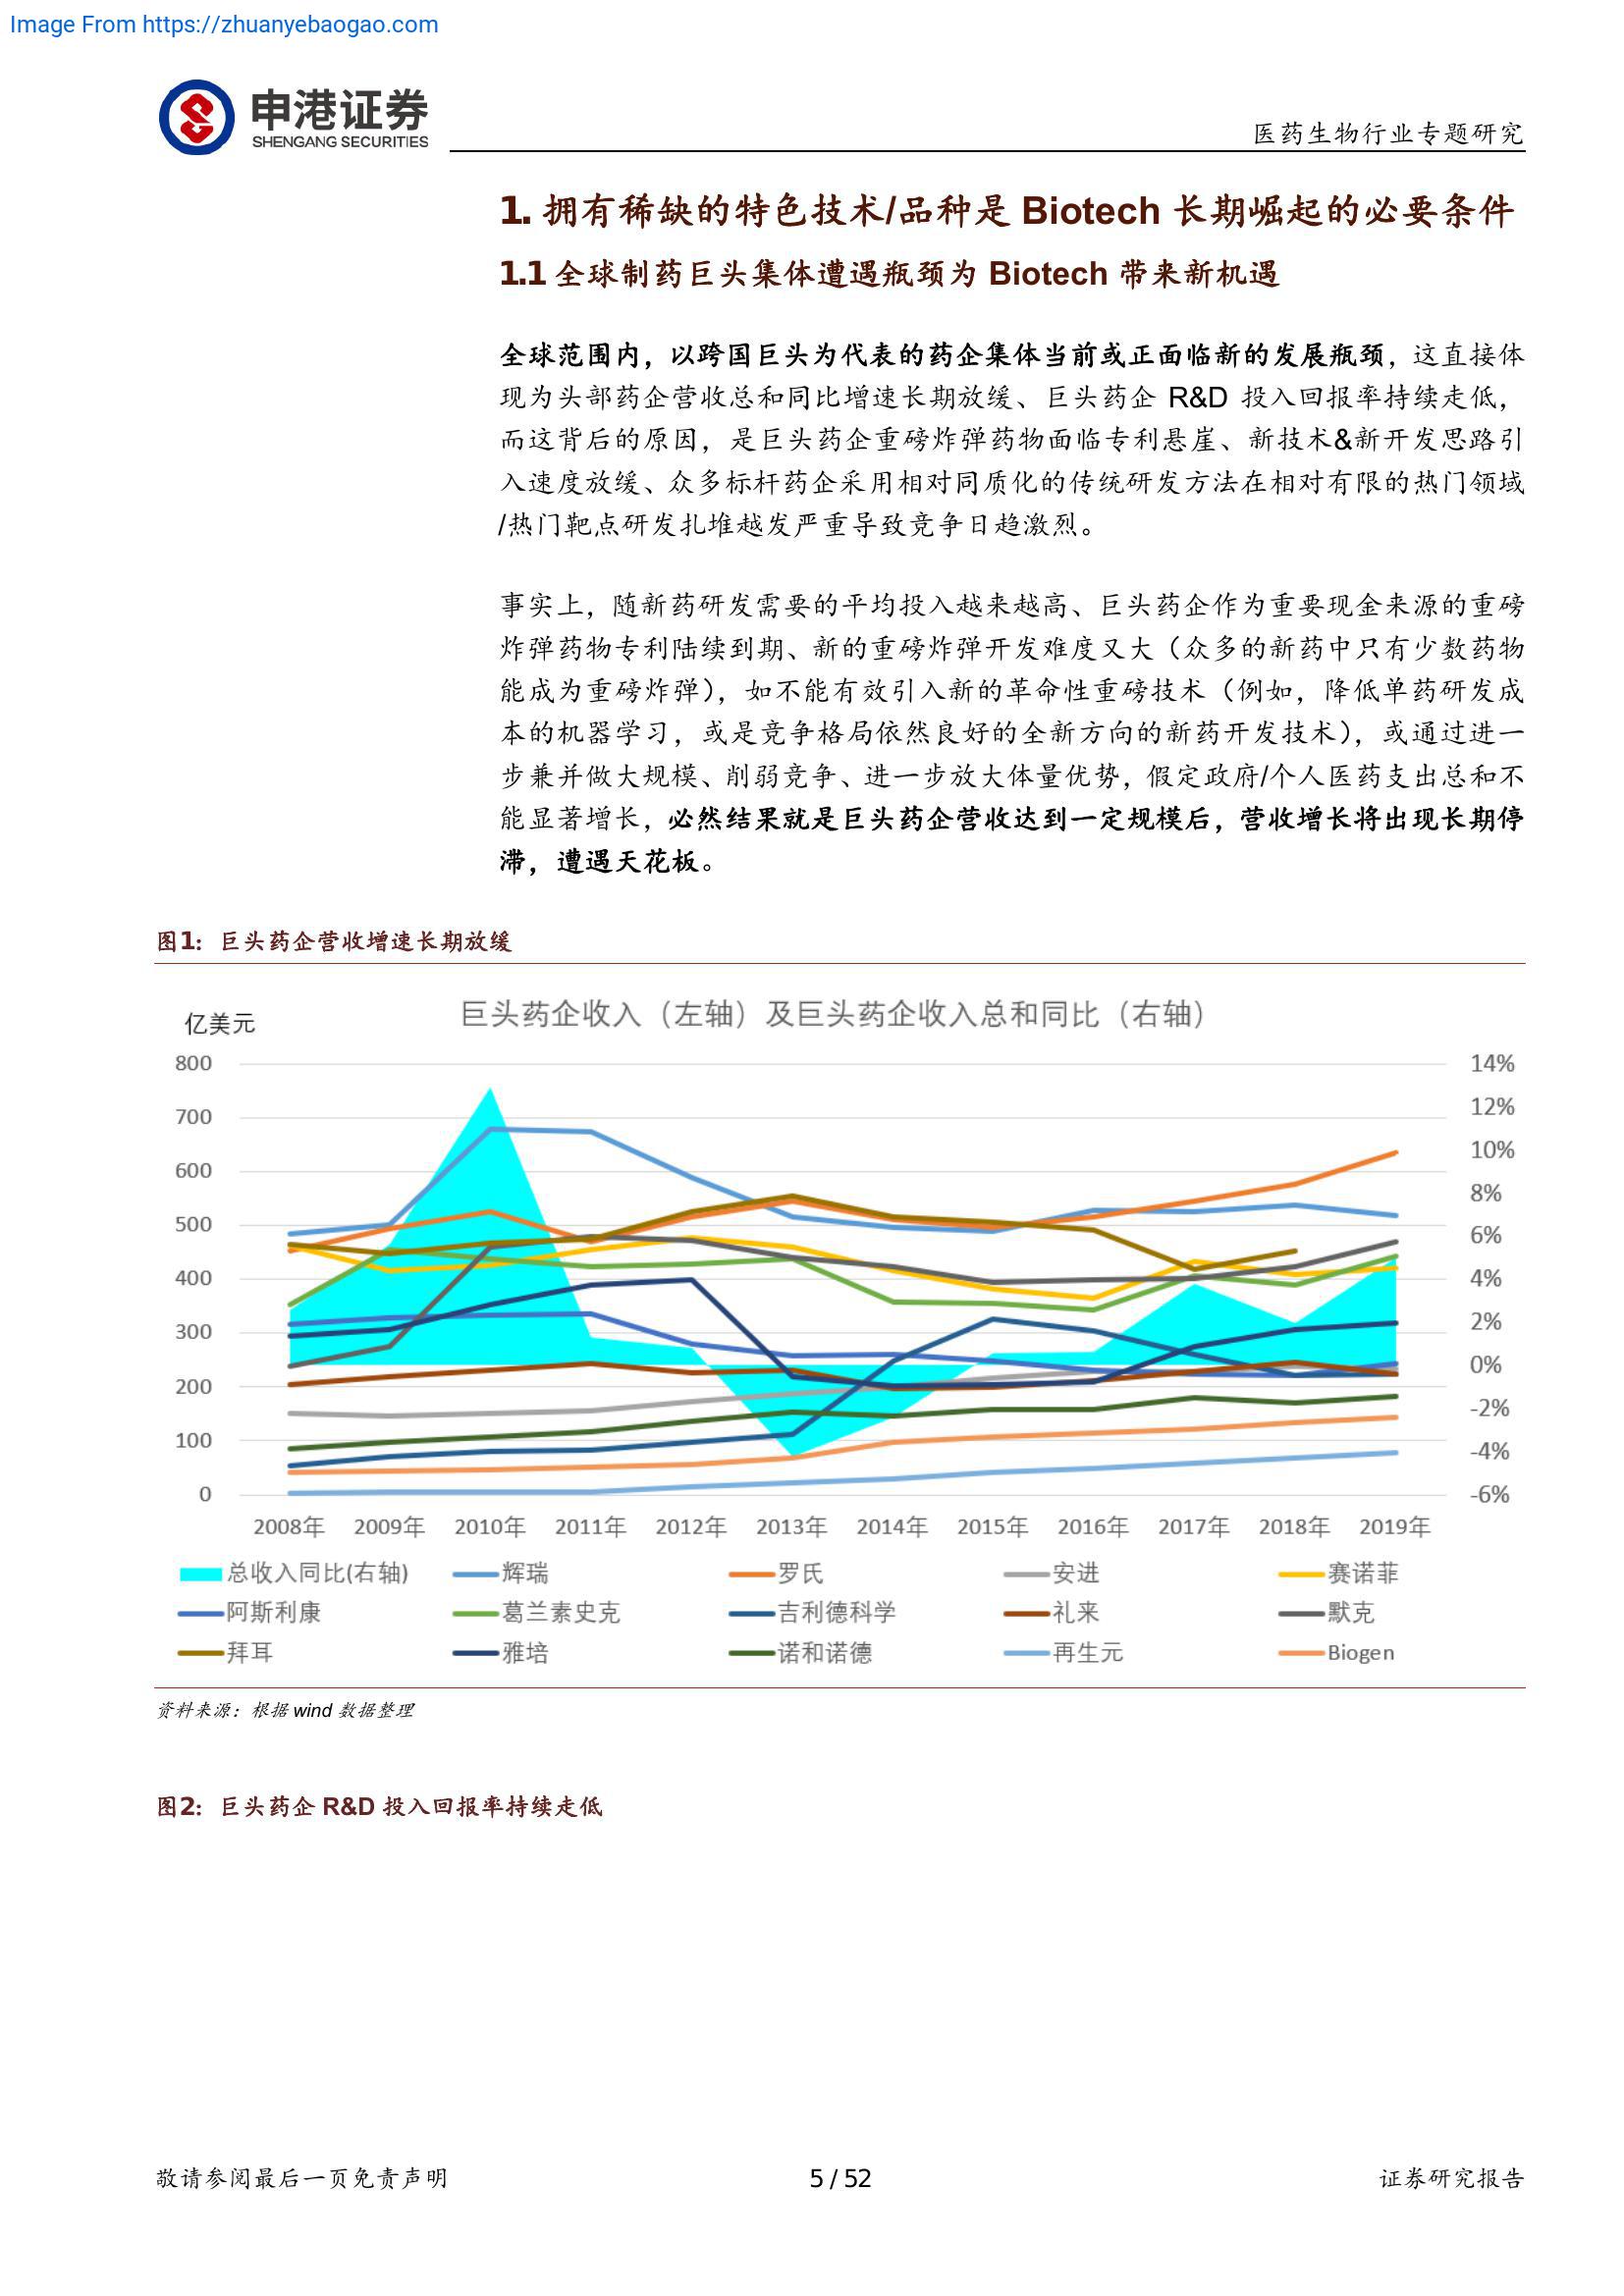 Image From https://zhuanyebaogao.com
申港证券
SHENGANG SECURITIES
医药生物行业专题研究
1. 拥有稀缺的特色技术/品种是 Biotech 长期崛起的必要条件
1.1 全球制药巨头集体遭遇瓶颈为 Biotech 带来新机遇
全球范围内，以跨国巨头为代表的药企集体当前或正面临新的发展瓶颈，这直接体
现为头部药企营收总和同比增速长期放缓、巨头药企 R&D 投入回报率持续走低，
而这背后的原因，是巨头药企重磅炸弹药物面临专利悬崖、新技术&新开发思路引
入速度放缓、众多标杆药企采用相对同质化的传统研发方法在相对有限的热门领域
/热门靶点研发扎堆越发严重导致竞争日趋激烈。
事实上，随新药研发需要的平均投入越来越高、巨头药企作为重要现金来源的重磅
炸弹药物专利陆续到期、新的重磅炸弹开发难度又大（众多的新药中只有少数药物
能成为重磅炸弹），如不能有效引入新的革命性重磅技术（例如，降低单药研发成
本的机器学习，或是竞争格局依然良好的全新方向的新药开发技术），或通过进一
步兼并做大规模、削弱竞争、进一步放大体量优势，假定政府/个人医药支出总和不
能显著增长，必然结果就是巨头药企营收达到一定规模后，营收增长将出现长期停
滞，遭遇天花板。
图1：巨头药企营收增速长期放缓
巨头药企收入（左轴）及巨头药企收入总和同比（右轴）
亿美元
800 14%
700 12%
600 10%
500 8%
400 6%
300 4%
200 2%
100 0%
0 -2%
-4%
-6%
2008年 2009年 2010年 2011年 2012年 2013年 2014年 2015年 2016年 2017年 2018年 2019年
总收入同比(右轴) 辉瑞 罗氏 安进 赛诺菲
阿斯利康 葛兰素史克 吉利德科学 礼来 默克
拜耳 雅培 诺和诺德 再生元 Biogen
资料来源：根据 wind 数据整理
图2：巨头药企 R&D 投入回报率持续走低
敬请参阅最后一页免责声明 5 / 52 证券研究报告